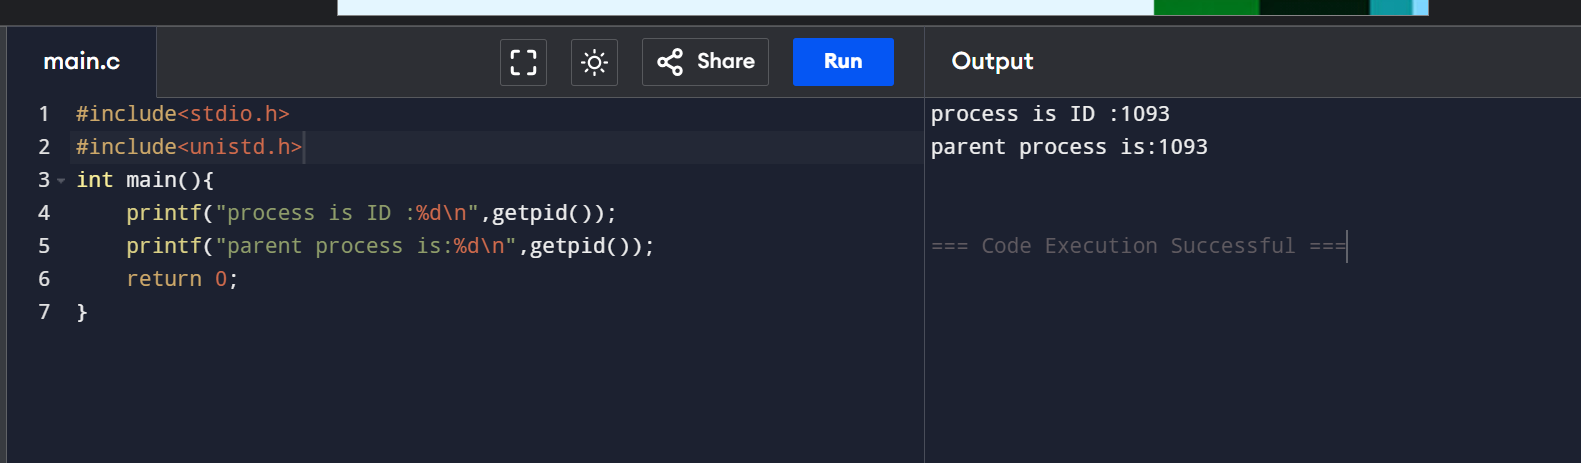 main.c
Share
Run
Output
1 #include<stdio.h>
2 #include<unistd.h>
3 int main(){
4     printf("process is ID :%d\n",getpid());
5     printf("parent process is:%d\n",getpid());
6     return 0;
7 }
process is ID :1093
parent process is:1093
=== Code Execution Successful ===